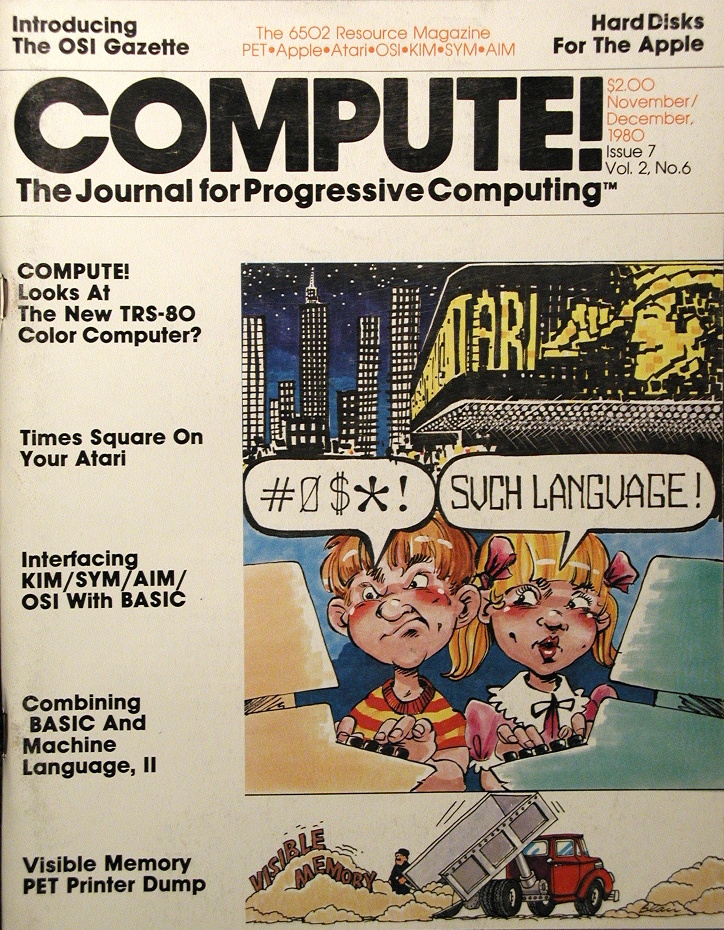 Introducing
The OSI Gazette
The 6502 Resource Magazine
PET•Apple•Atari•OSI•KIM•SYM•AIM
Hard Disks
For The Apple
COMPUTE!
$2.00
November/
December,
1980
Issue 7
Vol. 2, No.6
The Journal for Progressive Computing™
COMPUTE!
Looks At
The New TRS-80
Color Computer?
Times Square On
Your Atari
Interfacing
KIM/SYM/AIM/
OSI With BASIC
Combining
BASIC And
Machine
Language, II
Visible Memory
PET Printer Dump
ATARI
#0$*!
SUCH LANGUAGE!
VISIBLE
MEMORY